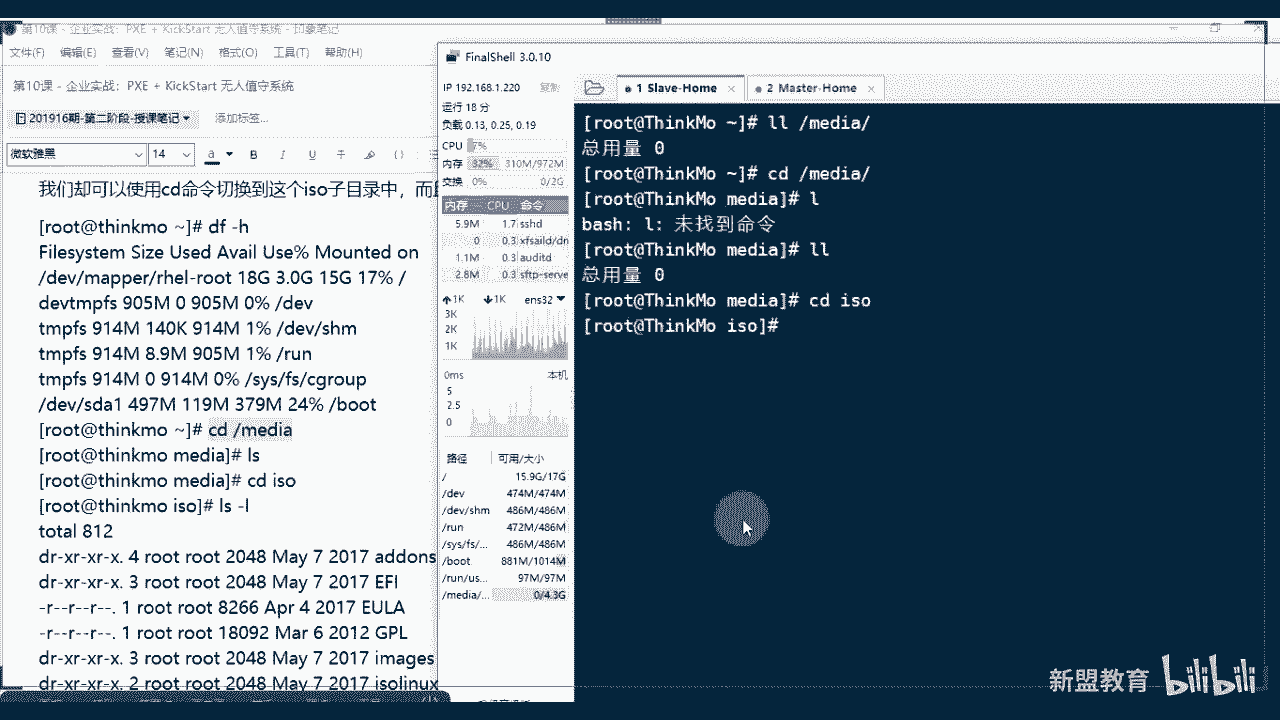 第10课 - 企业实战：PXE + KickStart 无人值守系统 - 印象笔记
文件(F) 编辑(E) 查看(V) 笔记(N) 格式(O) 工具(T) 帮助(H)
第10课 - 企业实战：PXE + KickStart 无人值守系统
201916期-第二阶段-授课笔记 添加标签...
微软雅黑 14 a B I U
我们却可以使用cd命令切换到这个iso子目录中，而
[root@thinkmo ~]# df -h
Filesystem Size Used Avail Use% Mounted on
/dev/mapper/rhel-root 18G 3.0G 15G 17% /
devtmpfs 905M 0 905M 0% /dev
tmpfs 914M 140K 914M 1% /dev/shm
tmpfs 914M 8.9M 905M 1% /run
tmpfs 914M 0 914M 0% /sys/fs/cgroup
/dev/sda1 497M 119M 379M 24% /boot
[root@thinkmo ~]# cd /media
[root@thinkmo media]# ls
[root@thinkmo media]# cd iso
[root@thinkmo iso]# ls -l
total 812
dr-xr-xr-x. 4 root root 2048 May 7 2017 addons
dr-xr-xr-x. 3 root root 2048 May 7 2017 EFI
-r--r--r--. 1 root root 8266 Apr 4 2017 EULA
-r--r--r--. 1 root root 18092 Mar 6 2012 GPL
dr-xr-xr-x. 3 root root 2048 May 7 2017 images
dr-xr-xr-x. 2 root root 2048 May 7 2017 isolinux
FinalShell 3.0.10
IP 192.168.1.220 复制
运行 18 分
负载 0.13, 0.25, 0.19
CPU 7%
内存 32% 310M/972M
交换 0% 0/2G
内存 CPU 命令
5.9M 1.7 sshd
0 0.3 xfsaild/dn
1.1M 0.3 auditd
2.8M 0.3 sftp-serve
1K 1K ens32
3K
2K
1K
0ms 本机
5
2.5
0
路径 可用/大小
/ 15.9G/17G
/dev 474M/474M
/dev/shm 486M/486M
/run 472M/486M
/sys/fs/... 486M/486M
/boot 881M/1014M
/run/us... 97M/97M
/media/... 0/4.3G
1 Slave-Home 2 Master-Home
[root@ThinkMo ~]# ll /media/
总用量 0
[root@ThinkMo ~]# cd /media/
[root@ThinkMo media]# l
bash: l: 未找到命令
[root@ThinkMo media]# ll
总用量 0
[root@ThinkMo media]# cd iso
[root@ThinkMo iso]#
新盟教育 bilibili